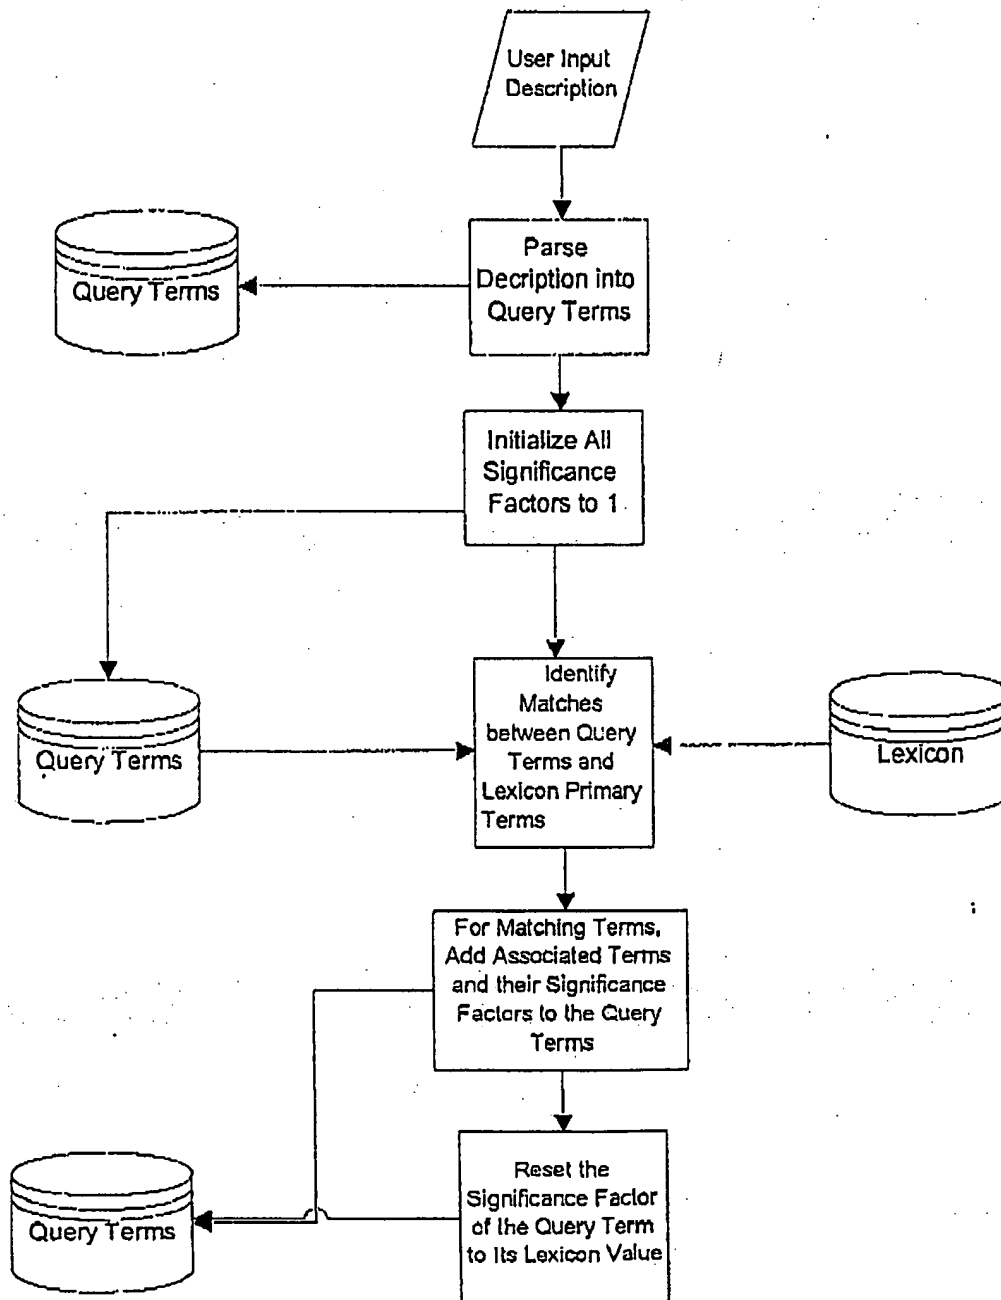 User Input
Description
Parse
Decription into
Query Terms
Query Terms
Initialize All
Significance
Factors to 1
Identify
Matches
between Query
Terms and
Lexicon Primary
Terms
Query Terms
Lexicon
For Matching Terms,
Add Associated Terms
and their Significance
Factors to the Query
Terms
Reset the
Significance Factor
of the Query Term
to Its Lexicon Value
Query Terms